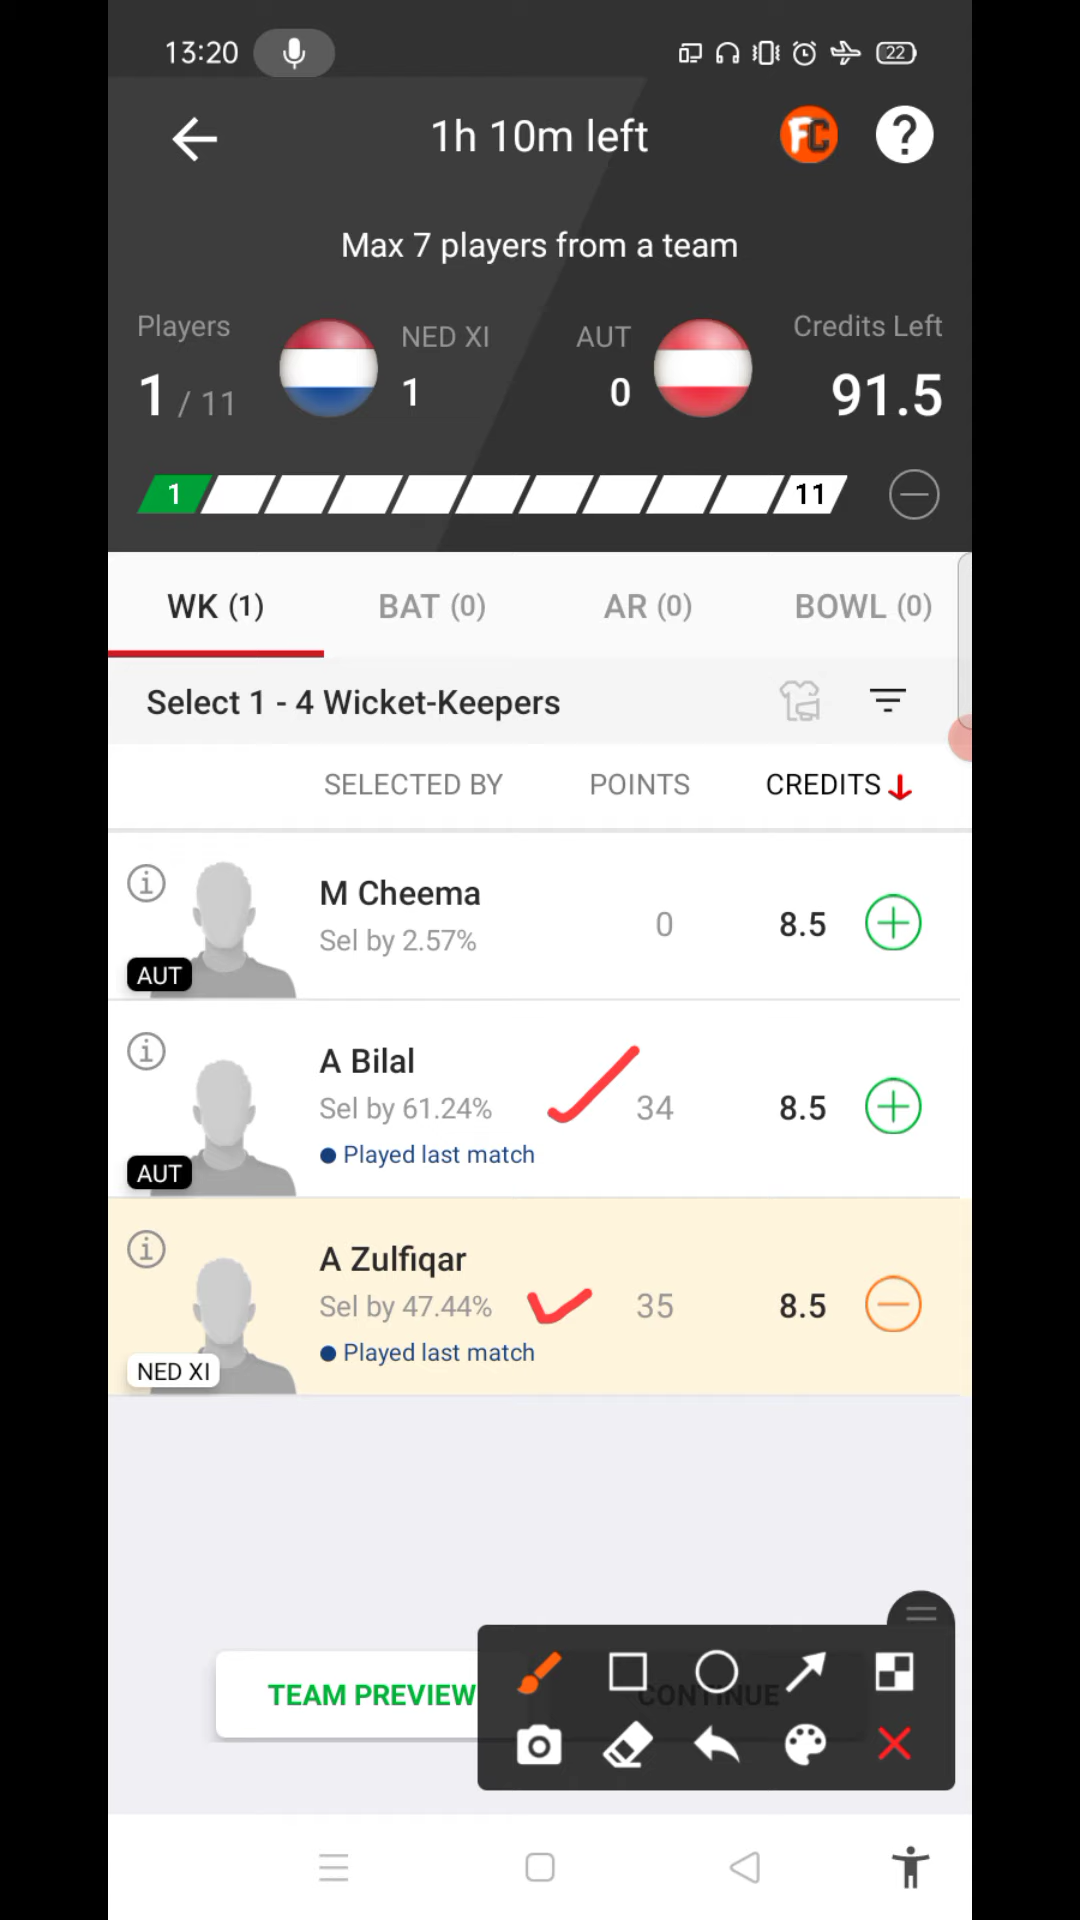 13:20
22
1h 10m left
FC
?
Max 7 players from a team
Players
NED XI
AUT
Credits Left
1 / 11
1
0
91.5
1
11
WK (1)
BAT (0)
AR (0)
BOWL (0)
Select 1 - 4 Wicket-Keepers
SELECTED BY
POINTS
CREDITS
M Cheema
Sel by 2.57%
0
8.5
AUT
A Bilal
Sel by 61.24%
34
8.5
Played last match
AUT
A Zulfiqar
Sel by 47.44%
35
8.5
Played last match
NED XI
TEAM PREVIEW
CONTINUE